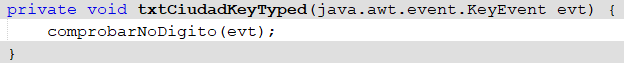 private void txtCiudadKeyTyped(java.awt.event.KeyEvent evt) {
    comprobarNoDigito(evt);
}